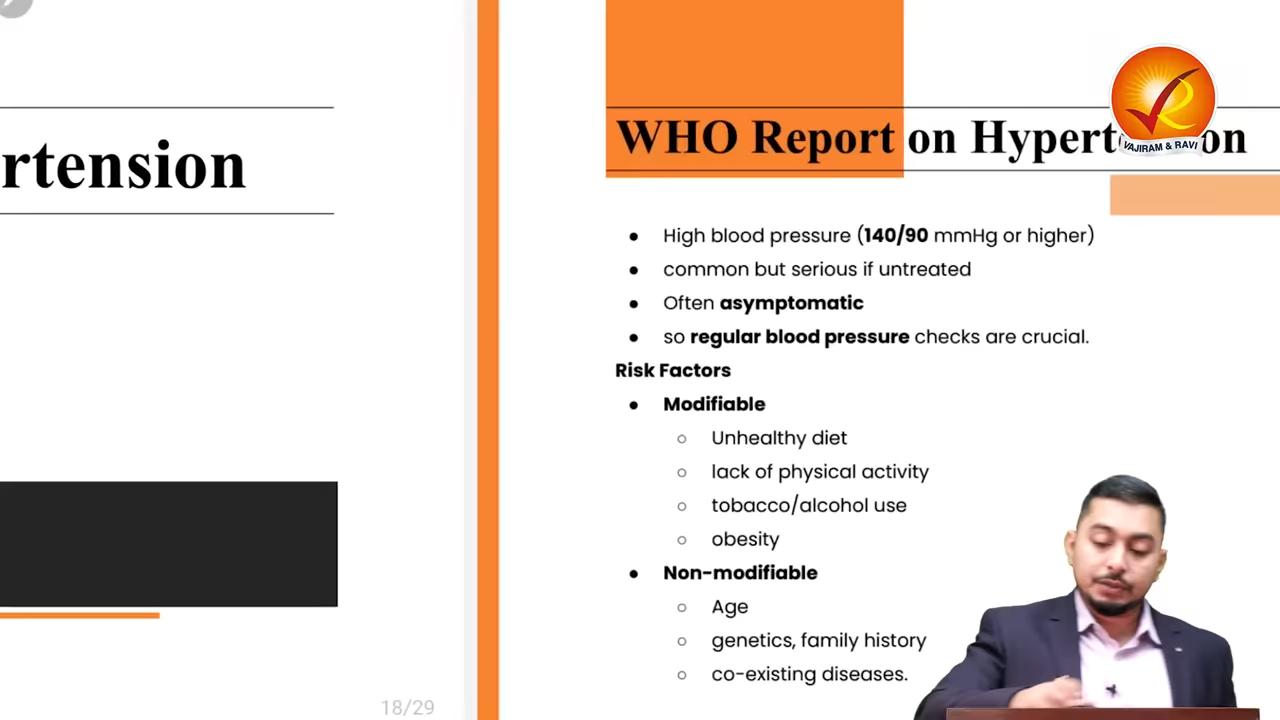 rtension
18/29
WHO Report on Hypert on
VAJIRAM & RAVI
● High blood pressure (140/90 mmHg or higher)
● common but serious if untreated
● Often asymptomatic
● so regular blood pressure checks are crucial.
Risk Factors
● Modifiable
○ Unhealthy diet
○ lack of physical activity
○ tobacco/alcohol use
○ obesity
● Non-modifiable
○ Age
○ genetics, family history
○ co-existing diseases.